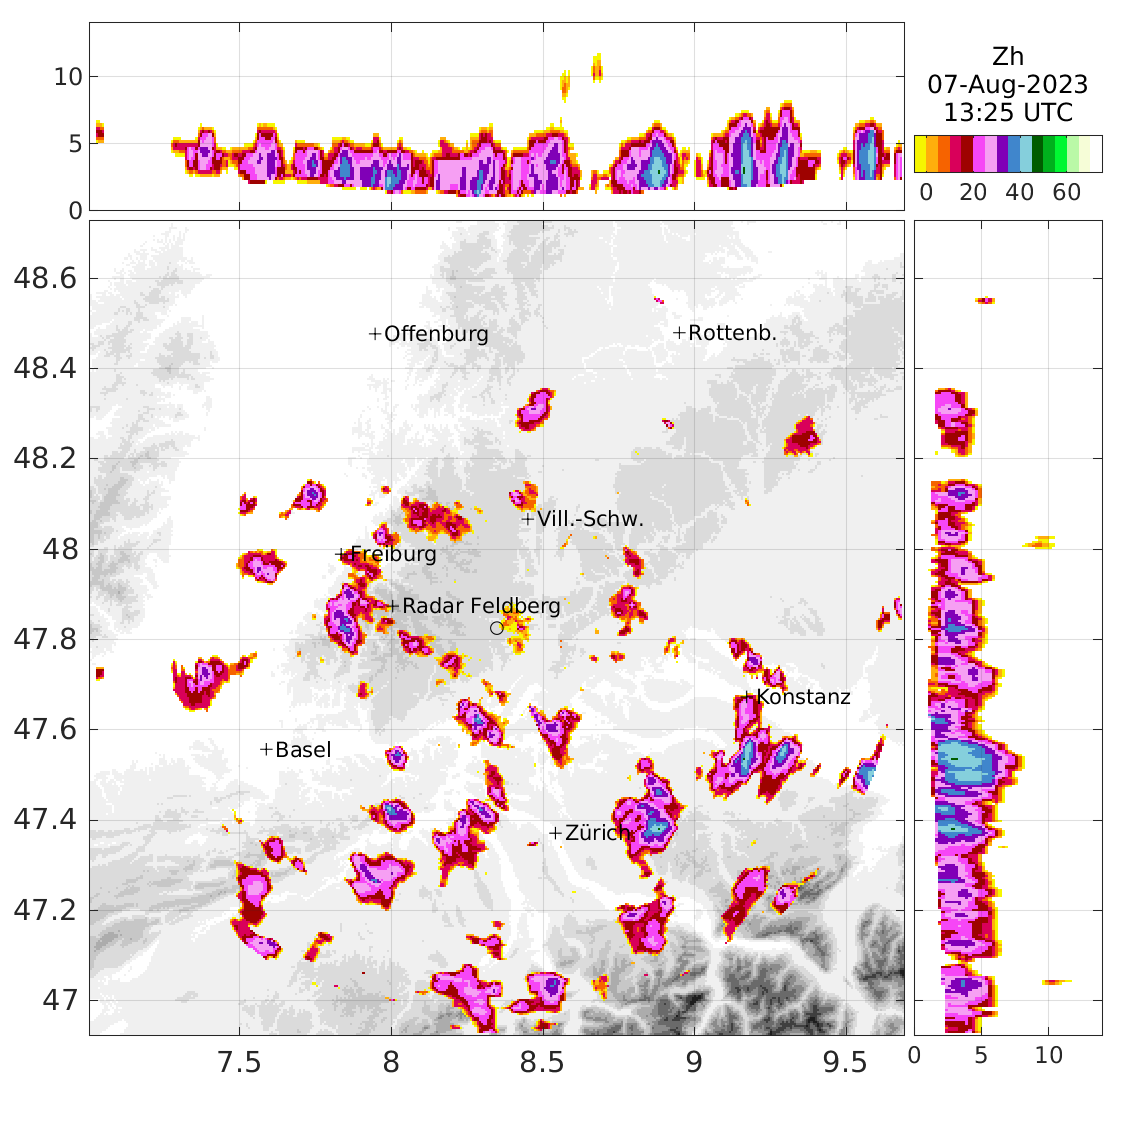 10
5
0
Zh
07-Aug-2023
13:25 UTC
0 20 40 60
48.6
48.4
48.2
48
47.8
47.6
47.4
47.2
47
Offenburg
Rottenb.
Vill.-Schw.
Freiburg
Radar Feldberg
Konstanz
Basel
Zürich
7.5 8 8.5 9 9.5
0 5 10